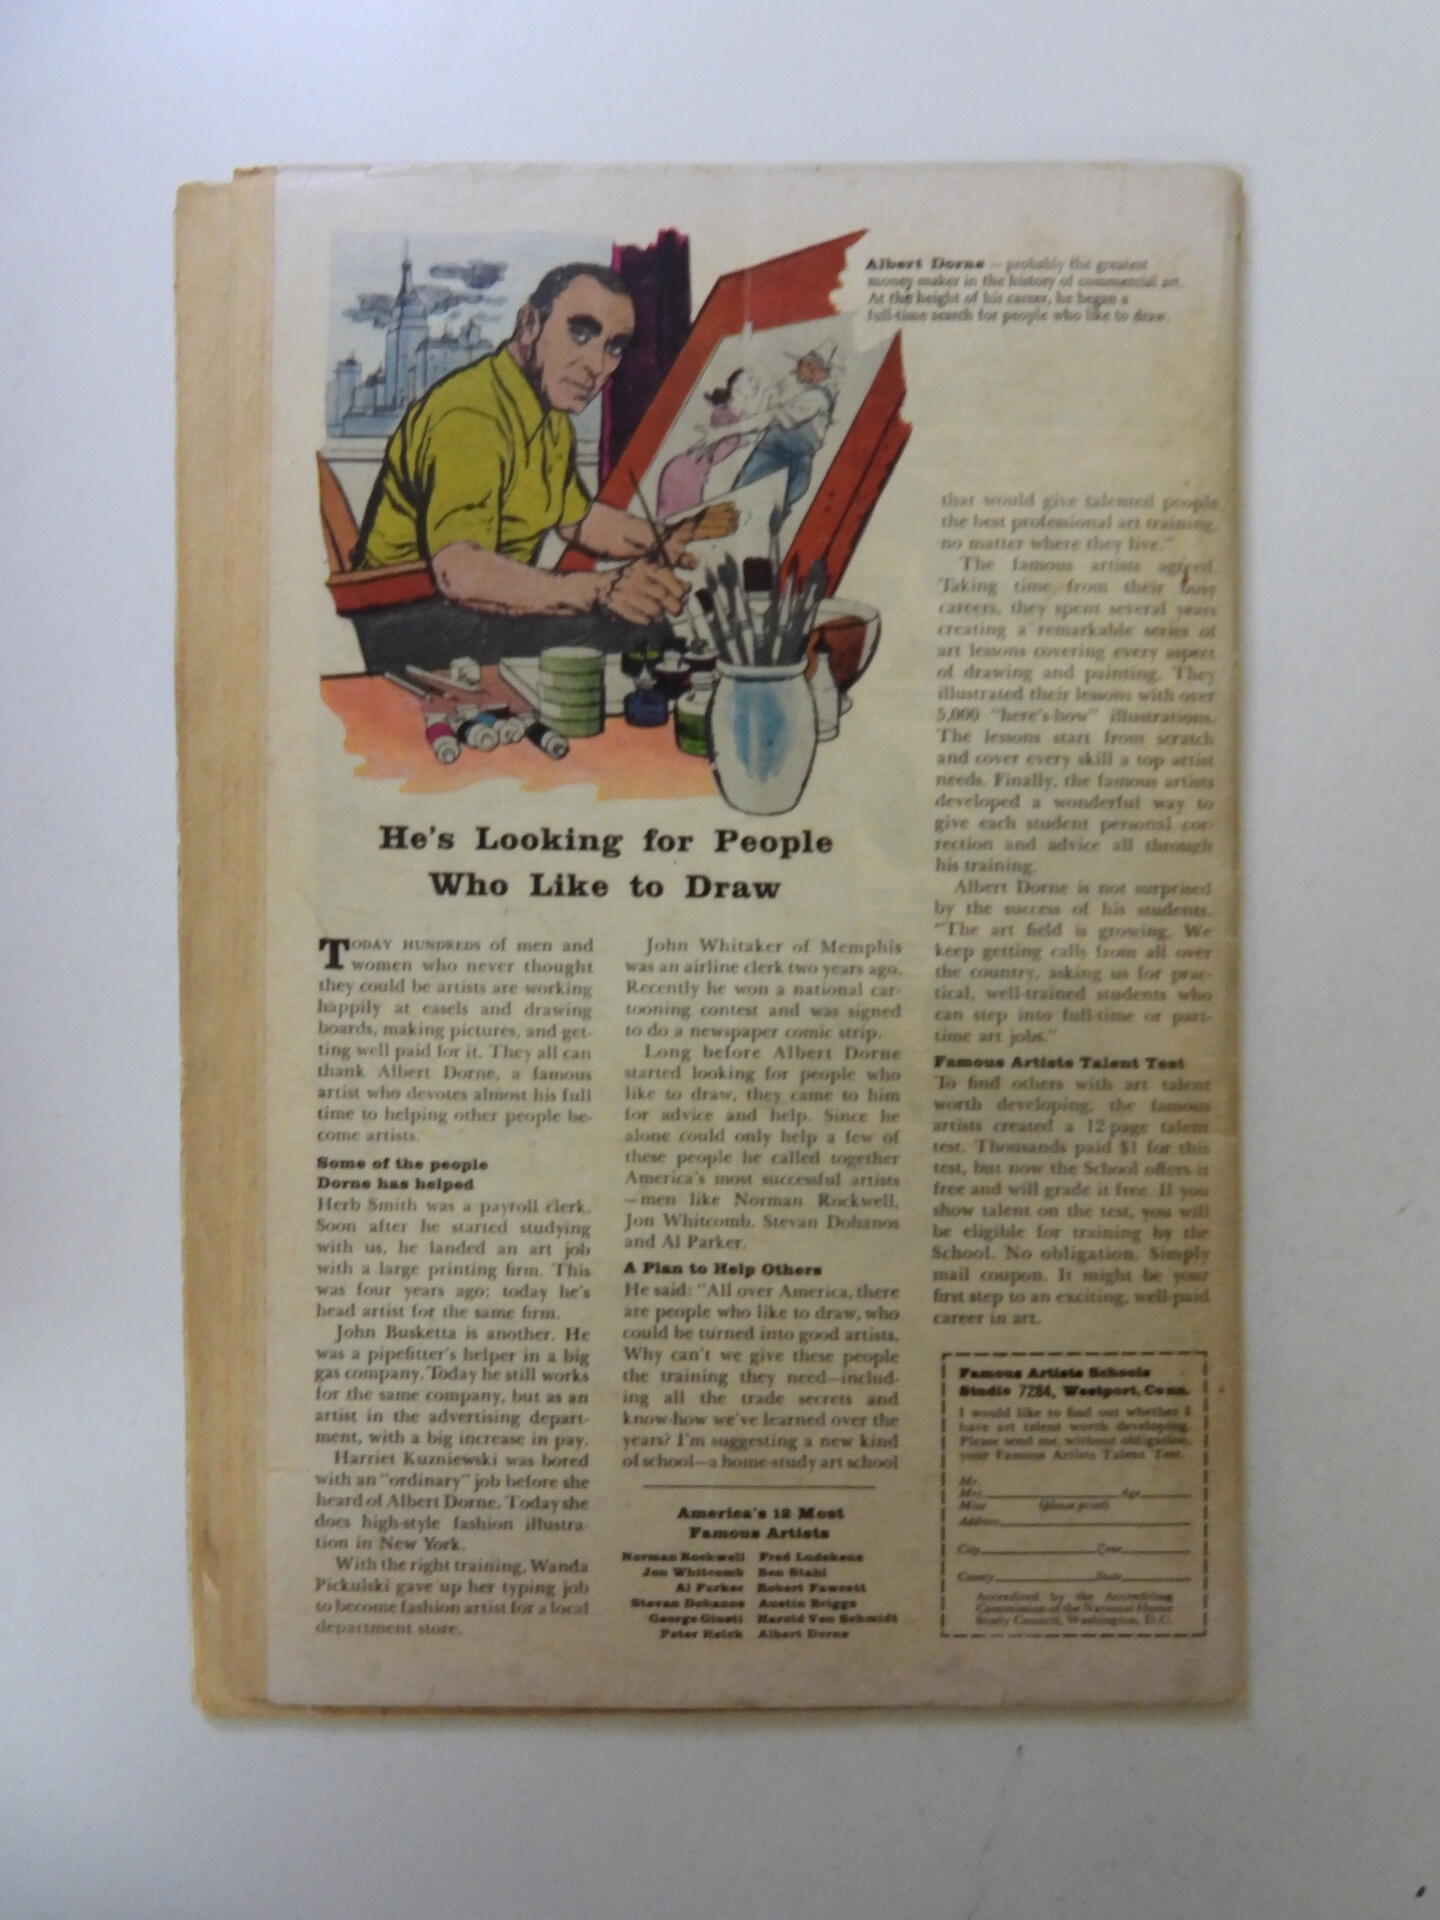 Albert Dorne — probably the greatest
money maker in the history of commercial art.
At the height of his career, he began a
full-time search for people who like to draw.
He's Looking for People
Who Like to Draw
TODAY HUNDREDS of men and
women who never thought
they could be artists are working
happily at easels and drawing
boards, making pictures, and get-
ting well paid for it. They all can
thank Albert Dorne, a famous
artist who devotes almost his full
time to helping other people be-
come artists.
Some of the people
Dorne has helped
Herb Smith was a payroll clerk.
Soon after he started studying
with us, he landed an art job
with a large printing firm. This
was four years ago; today he's
head artist for the same firm.
John Busketta is another. He
was a pipefitter's helper in a big
gas company. Today he still works
for the same company, but as an
artist in the advertising depart-
ment, with a big increase in pay.
Harriet Kuzniewski was bored
with an "ordinary" job before she
heard of Albert Dorne. Today she
does high-style fashion illustra-
tion in New York.
With the right training, Wanda
Pickulski gave up her typing job
to become fashion artist for a local
department store.
John Whitaker of Memphis
was an airline clerk two years ago.
Recently he won a national car-
tooning contest and was signed
to do a newspaper comic strip.
Long before Albert Dorne
started looking for people who
like to draw, they came to him
for advice and help. Since he
alone could only help a few of
these people he called together
America's most successful artists
—men like Norman Rockwell,
Jon Whitcomb, Stevan Dohanos
and Al Parker.
A Plan to Help Others
He said: "All over America, there
are people who like to draw, who
could be turned into good artists.
Why can't we give these people
the training they need—includ-
ing all the trade secrets and
know-how we've learned over the
years? I'm suggesting a new kind
of school—a home-study art school
America's 12 Most
Famous Artists
Norman Rockwell Fred Ludekens
Jon Whitcomb Ben Stahl
Al Parker Robert Fawcett
Stevan Dohanos Austin Briggs
George Giusti Harold Von Schmidt
Peter Helck Albert Dorne
that would give talented people
the best professional art training,
no matter where they live."
The famous artists agreed.
Taking time from their busy
careers, they spent several years
creating a remarkable series of
art lessons covering every aspect
of drawing and painting. They
illustrated their lessons with over
5,000 "here's-how" illustrations.
The lessons start from scratch
and cover every skill a top artist
needs. Finally, the famous artists
developed a wonderful way to
give each student personal cor-
rection and advice all through
his training.
Albert Dorne is not surprised
by the success of his students.
"The art field is growing. We
keep getting calls from all over
the country, asking us for prac-
tical, well-trained students who
can step into full-time or part-
time art jobs."
Famous Artists Talent Test
To find others with art talent
worth developing, the famous
artists created a 12-page talent
test. Thousands paid $1 for this
test, but now the School offers it
free and will grade it free. If you
show talent on the test, you will
be eligible for training by the
School. No obligation. Simply
mail coupon. It might be your
first step to an exciting, well-paid
career in art.
Famous Artists Schools
Studio 7284, Westport, Conn.
I would like to find out whether I
have art talent worth developing.
Please send me, without obligation,
your Famous Artists Talent Test.
Mr.
Mrs. Age
Miss (please print)
Address
City Zone
County State
Accredited by the Accrediting
Commission of the National Home
Study Council, Washington, D.C.